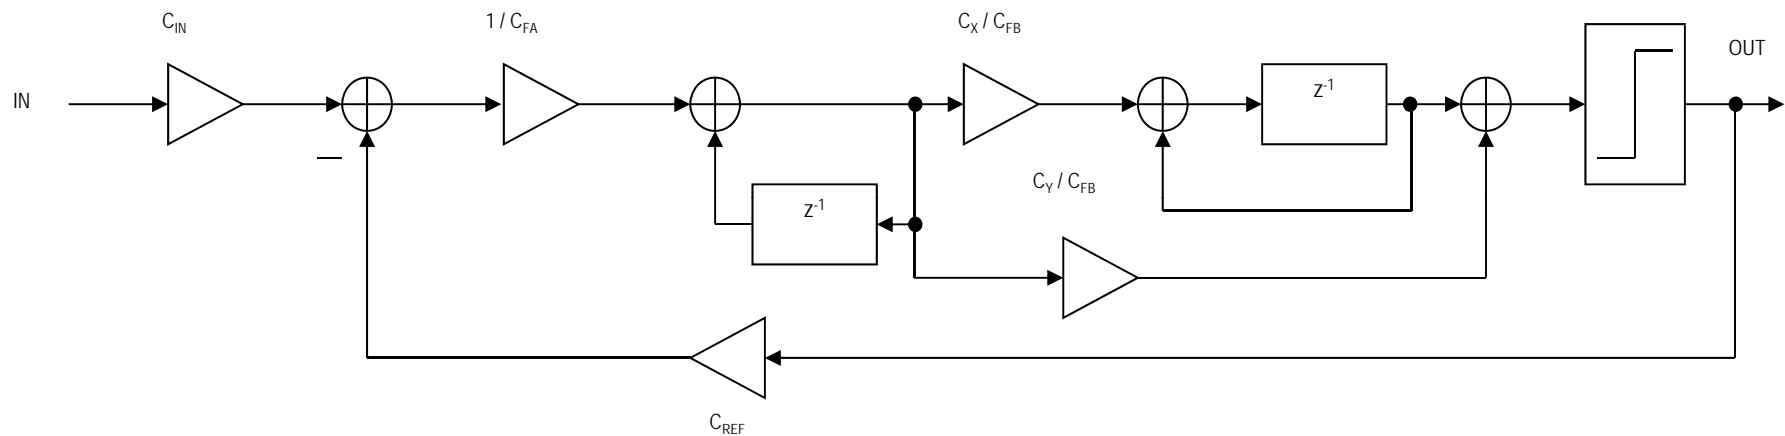 C_IN
1 / C_FA
C_X / C_FB
OUT
IN
z^-1
C_Y / C_FB
z^-1
C_REF